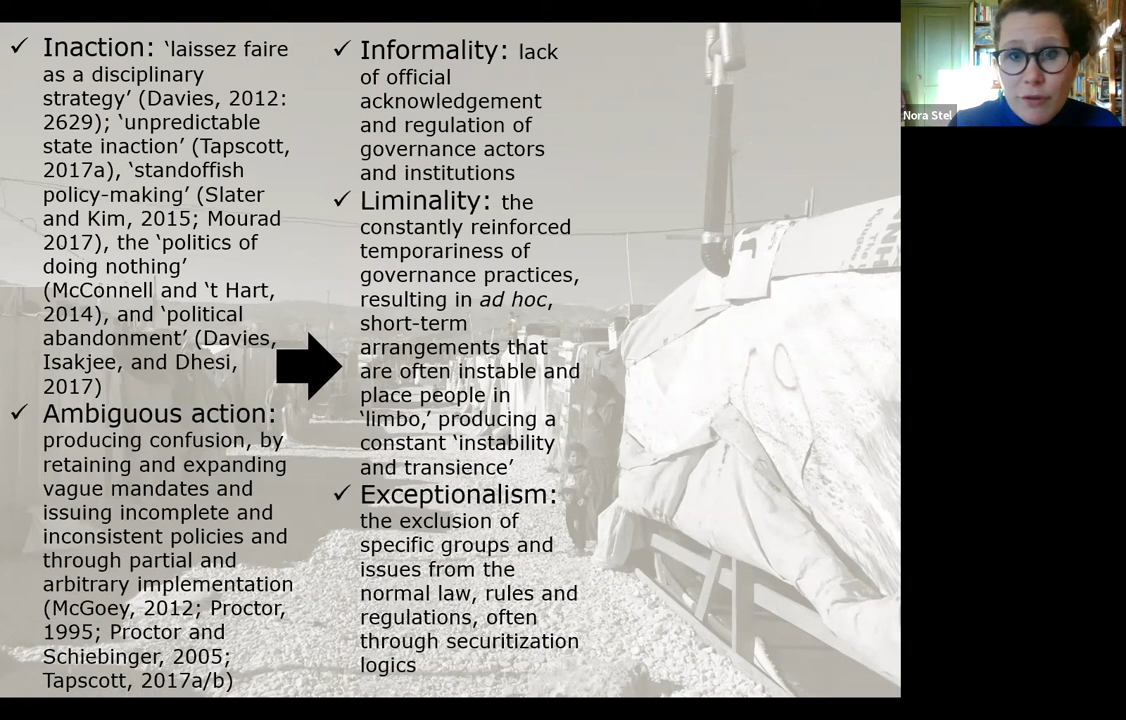 ✓ Inaction: ‘laissez faire
as a disciplinary
strategy’ (Davies, 2012:
2629); ‘unpredictable
state inaction’ (Tapscott,
2017a), ‘standoffish
policy-making’ (Slater
and Kim, 2015; Mourad
2017), the ‘politics of
doing nothing’
(McConnell and ‘t Hart,
2014), and ‘political
abandonment’ (Davies,
Isakjee, and Dhesi,
2017)
✓ Ambiguous action:
producing confusion, by
retaining and expanding
vague mandates and
issuing incomplete and
inconsistent policies and
through partial and
arbitrary implementation
(McGoey, 2012; Proctor,
1995; Proctor and
Schiebinger, 2005;
Tapscott, 2017a/b)
✓ Informality: lack
of official
acknowledgement
and regulation of
governance actors
and institutions
✓ Liminality: the
constantly reinforced
temporariness of
governance practices,
resulting in ad hoc,
short-term
arrangements that
are often instable and
place people in
‘limbo,’ producing a
constant ‘instability
and transience’
✓ Exceptionalism:
the exclusion of
specific groups and
issues from the
normal law, rules and
regulations, often
through securitization
logics
Nora Stel